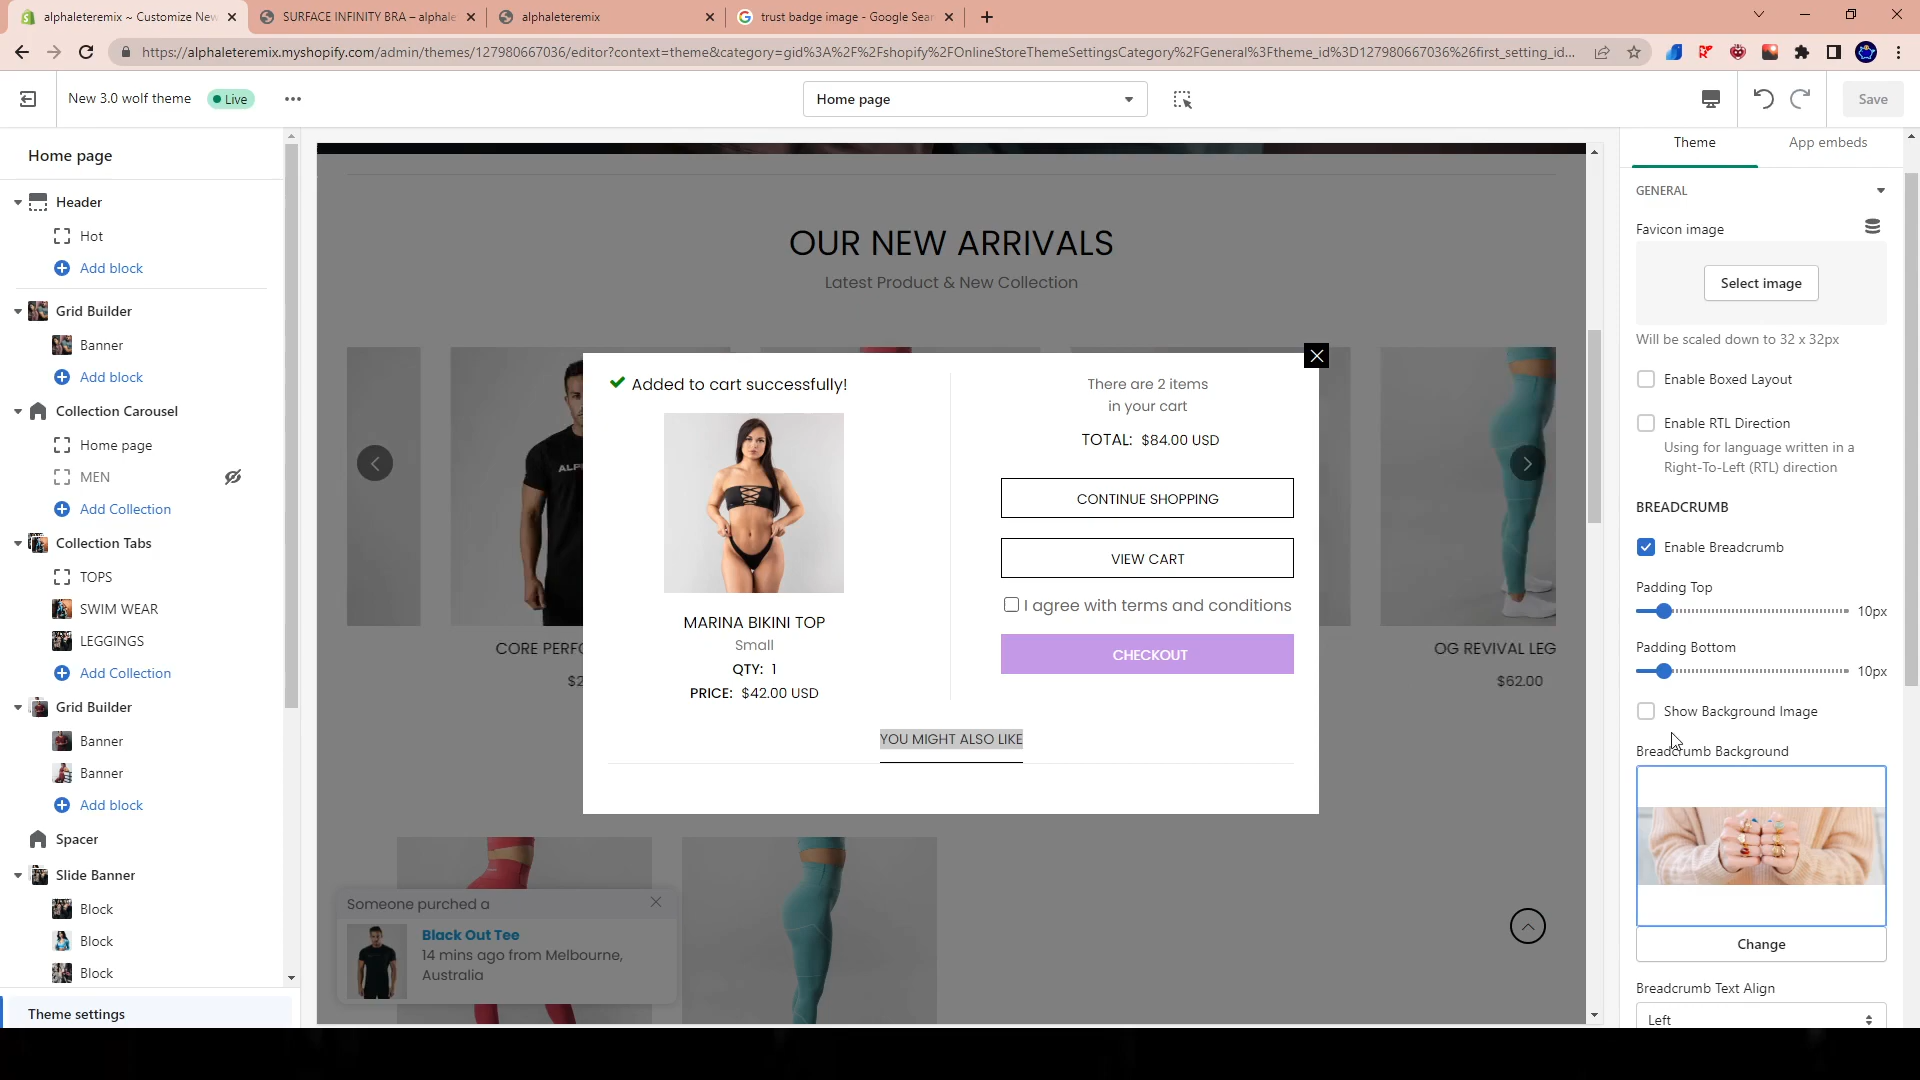 alphaleteremix ~ Customize New
SURFACE INFINITY BRA – alphale
alphaleteremix
trust badge image - Google Sear
https://alphaleteremix.myshopify.com/admin/themes/127980667036/editor?context=theme&category=gid%3A%2F%2Fshopify%2FOnlineStoreThemeSettingsCategory%2FGeneral%3Ftheme_id%3D127980667036%26first_setting_id...
New 3.0 wolf theme
Live
Home page
Save
Home page
Header
Hot
Add block
Grid Builder
Banner
Add block
Collection Carousel
Home page
MEN
Add Collection
Collection Tabs
TOPS
SWIM WEAR
LEGGINGS
Add Collection
Grid Builder
Banner
Banner
Add block
Spacer
Slide Banner
Block
Block
Block
Theme settings
OUR NEW ARRIVALS
Latest Product & New Collection
ALP
CORE PERFO
$2
OG REVIVAL LEG
$62.00
Added to cart successfully!
MARINA BIKINI TOP
Small
QTY: 1
PRICE: $42.00 USD
There are 2 items
in your cart
TOTAL: $84.00 USD
CONTINUE SHOPPING
VIEW CART
I agree with terms and conditions
CHECKOUT
YOU MIGHT ALSO LIKE
Someone purched a
Black Out Tee
14 mins ago from Melbourne,
Australia
Theme
App embeds
GENERAL
Favicon image
Select image
Will be scaled down to 32 x 32px
Enable Boxed Layout
Enable RTL Direction
Using for language written in a
Right-To-Left (RTL) direction
BREADCRUMB
Enable Breadcrumb
Padding Top
10px
Padding Bottom
10px
Show Background Image
Breadcrumb Background
Change
Breadcrumb Text Align
Left